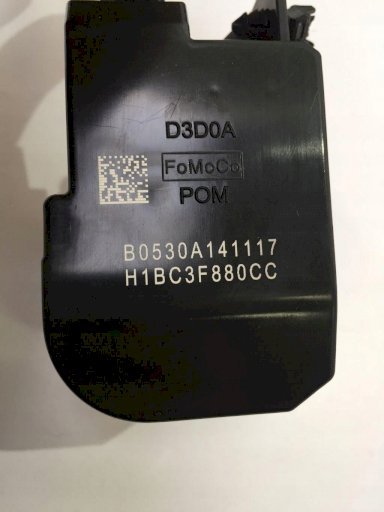 D3D0A
FoMoCo
POM
B0530A141117
H1BC3F880CC